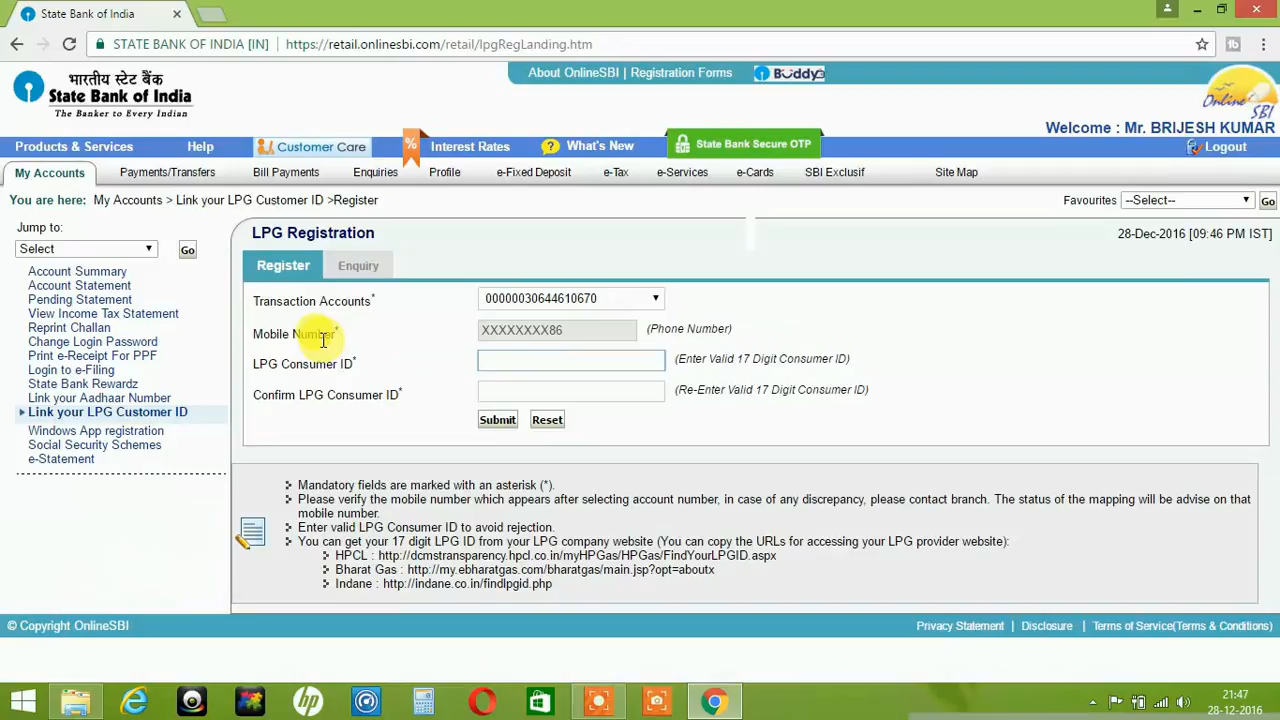 State Bank of India
STATE BANK OF INDIA [IN] https://retail.onlinesbi.com/retail/lpgRegLanding.htm
भारतीय स्टेट बैंक
State Bank of India
The Banker to Every Indian
About OnlineSBI | Registration Forms Buddy
Online SBI
Welcome : Mr. BRIJESH KUMAR
Products & Services Help Customer Care % Interest Rates ? What's New State Bank Secure OTP Logout
My Accounts Payments/Transfers Bill Payments Enquiries Profile e-Fixed Deposit e-Tax e-Services e-Cards SBI Exclusif Site Map
You are here: My Accounts > Link your LPG Customer ID >Register Favourites --Select-- Go
Jump to:
Select Go
Account Summary
Account Statement
Pending Statement
View Income Tax Statement
Reprint Challan
Change Login Password
Print e-Receipt For PPF
Login to e-Filing
State Bank Rewardz
Link your Aadhaar Number
Link your LPG Customer ID
Windows App registration
Social Security Schemes
e-Statement
LPG Registration 28-Dec-2016 [09:46 PM IST]
Register Enquiry
Transaction Accounts* 00000030644610670
Mobile Number* XXXXXXXX86 (Phone Number)
LPG Consumer ID* (Enter Valid 17 Digit Consumer ID)
Confirm LPG Consumer ID* (Re-Enter Valid 17 Digit Consumer ID)
Submit Reset
Mandatory fields are marked with an asterisk (*).
Please verify the mobile number which appears after selecting account number, in case of any discrepancy, please contact branch. The status of the mapping will be advise on that
mobile number.
Enter valid LPG Consumer ID to avoid rejection.
You can get your 17 digit LPG ID from your LPG company website (You can copy the URLs for accessing your LPG provider website):
HPCL : http://dcmstransparency.hpcl.co.in/myHPGas/HPGas/FindYourLPGID.aspx
Bharat Gas : http://my.ebharatgas.com/bharatgas/main.jsp?opt=aboutx
Indane : http://indane.co.in/findlpgid.php
© Copyright OnlineSBI Privacy Statement | Disclosure | Terms of Service(Terms & Conditions)
hp
21:47
28-12-2016